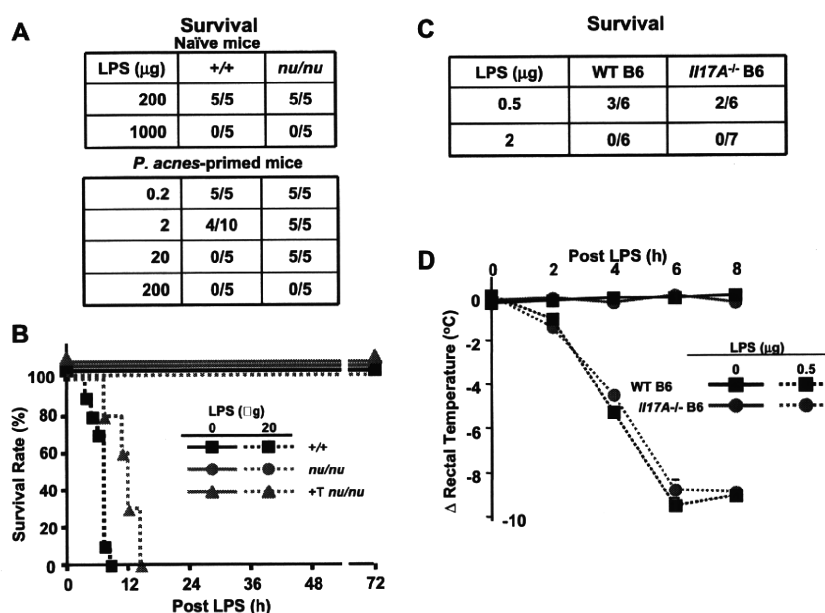 A
Survival
Naïve mice
LPS (µg) +/+ nu/nu
200 5/5 5/5
1000 0/5 0/5
P. acnes-primed mice
0.2 5/5 5/5
2 4/10 5/5
20 0/5 5/5
200 0/5 0/5
B
Survival Rate (%)
100
80
60
40
20
0
0 12 24 36 48 72
Post LPS (h)
LPS (□g)
0 20
+/+
nu/nu
+T nu/nu
C
Survival
LPS (µg) WT B6 Il17A-/- B6
0.5 3/6 2/6
2 0/6 0/7
D
Post LPS (h)
0 2 4 6 8
Δ Rectal Temperature (°C)
0
-2
-4
-6
-8
-10
LPS (µg)
0 0.5
WT B6
Il17A-/- B6